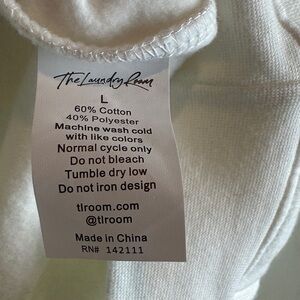 The Laundry Room
L
60% Cotton
40% Polyester
Machine wash cold
with like colors
Normal cycle only
Do not bleach
Tumble dry low
Do not iron design
tlroom.com
@tlroom
Made in China
RN# 142111